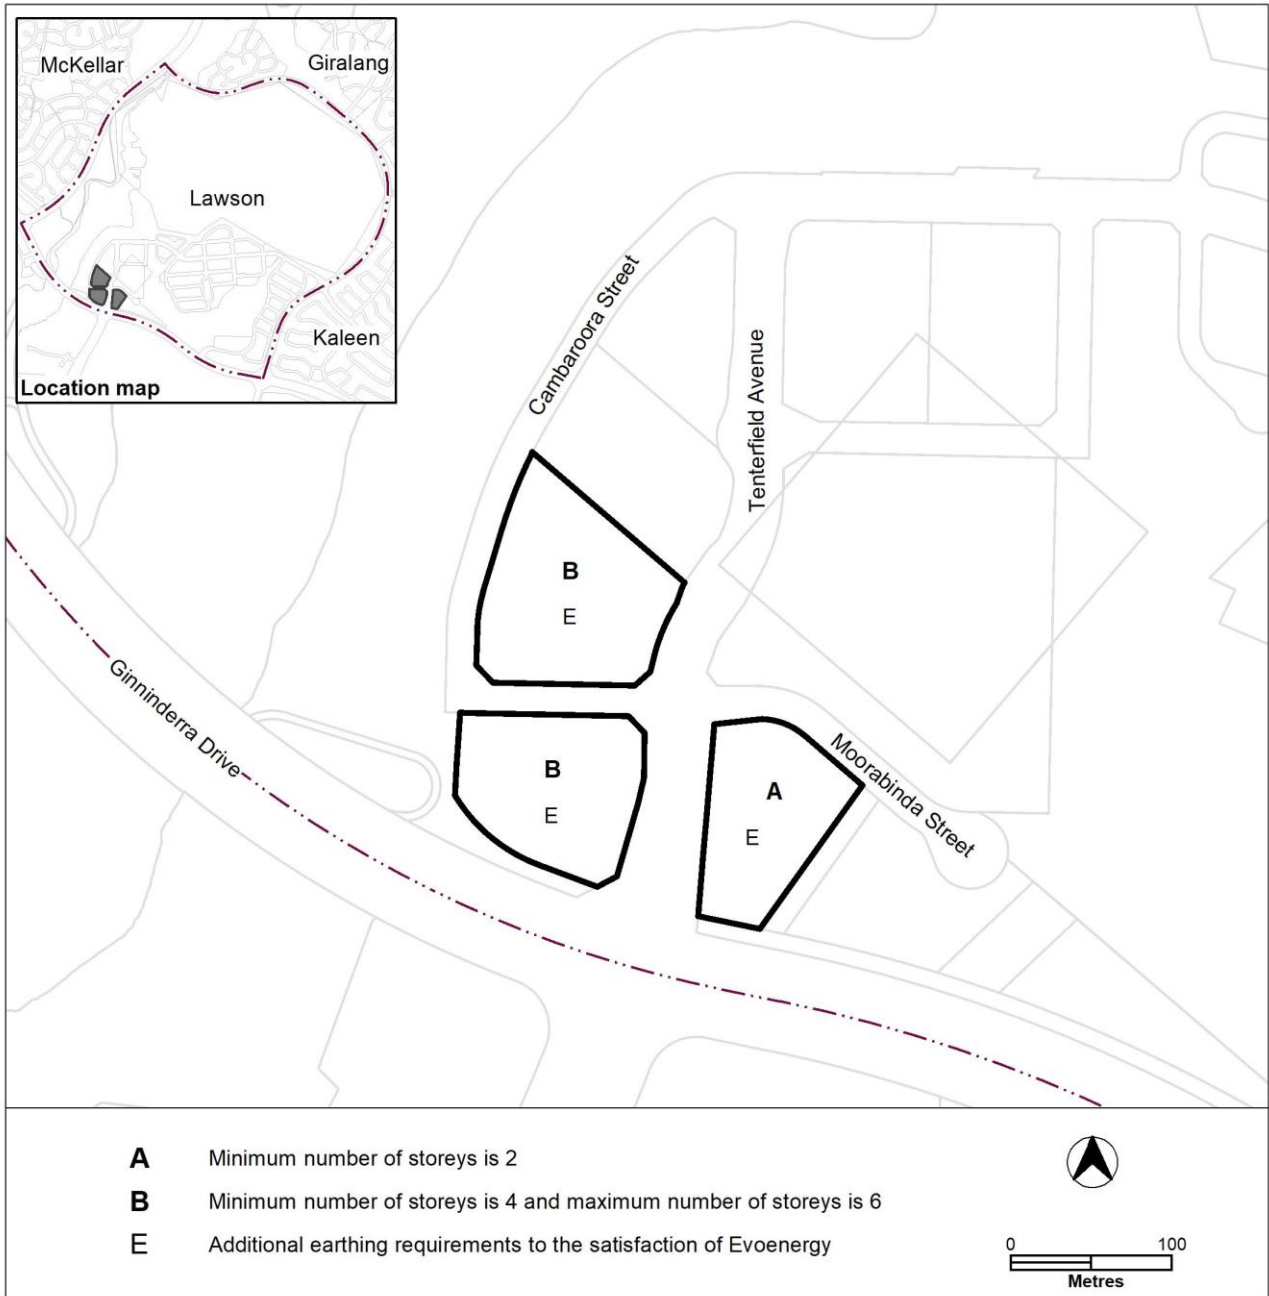 McKellar
Giralang
Lawson
Kaleen
Location map
Cambaroora Street
Tenterfield Avenue
B
E
Ginninderra Drive
B
E
A
E
Moorabinda Street
A Minimum number of storeys is 2
B Minimum number of storeys is 4 and maximum number of storeys is 6
E Additional earthing requirements to the satisfaction of Evoenergy
0 100
Metres